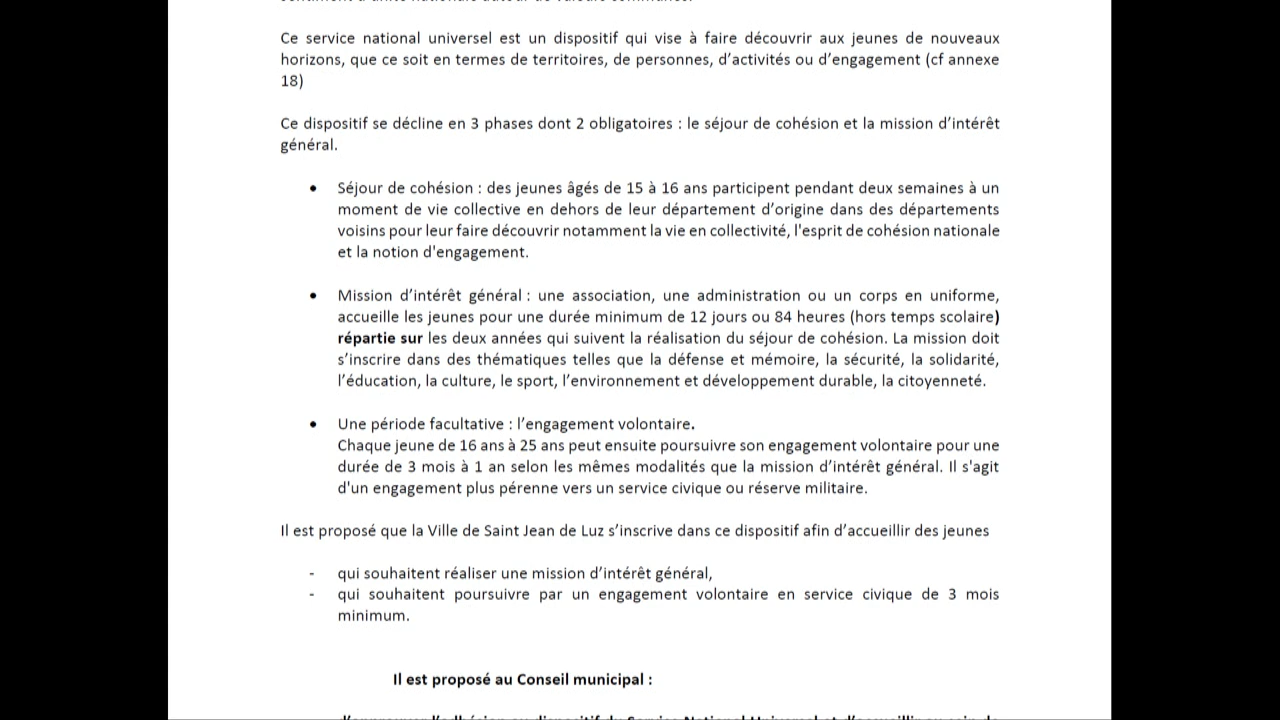 Ce service national universel est un dispositif qui vise à faire découvrir aux jeunes de nouveaux
horizons, que ce soit en termes de territoires, de personnes, d’activités ou d’engagement (cf annexe
18)
Ce dispositif se décline en 3 phases dont 2 obligatoires : le séjour de cohésion et la mission d’intérêt
général.
• Séjour de cohésion : des jeunes âgés de 15 à 16 ans participent pendant deux semaines à un
moment de vie collective en dehors de leur département d’origine dans des départements
voisins pour leur faire découvrir notamment la vie en collectivité, l'esprit de cohésion nationale
et la notion d'engagement.
• Mission d’intérêt général : une association, une administration ou un corps en uniforme,
accueille les jeunes pour une durée minimum de 12 jours ou 84 heures (hors temps scolaire)
répartie sur les deux années qui suivent la réalisation du séjour de cohésion. La mission doit
s’inscrire dans des thématiques telles que la défense et mémoire, la sécurité, la solidarité,
l’éducation, la culture, le sport, l’environnement et développement durable, la citoyenneté.
• Une période facultative : l’engagement volontaire.
Chaque jeune de 16 ans à 25 ans peut ensuite poursuivre son engagement volontaire pour une
durée de 3 mois à 1 an selon les mêmes modalités que la mission d’intérêt général. Il s'agit
d'un engagement plus pérenne vers un service civique ou réserve militaire.
Il est proposé que la Ville de Saint Jean de Luz s’inscrive dans ce dispositif afin d’accueillir des jeunes
- qui souhaitent réaliser une mission d’intérêt général,
- qui souhaitent poursuivre par un engagement volontaire en service civique de 3 mois
minimum.
Il est proposé au Conseil municipal :